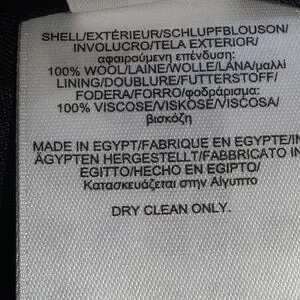 SHELL/EXTÉRIEUR/SCHLUPFBLOUSON/
INVOLUCRO/TELA EXTERIOR/
αφαιρούμενη επένδυση:
100% WOOL/LAINE/WOLLE/LANA/μαλλί
LINING/DOUBLURE/FUTTERSTOFF/
FODERA/FORRO/φοδράρισμα:
100% VISCOSE/VISKOSE/VISCOSA/
βισκόζη
MADE IN EGYPT/FABRIQUE EN EGYPTE/IN
ÄGYPTEN HERGESTELLT/FABBRICATO IN
EGITTO/HECHO EN EGIPTO/
Κατασκευάζεται στην Αίγυπτο
DRY CLEAN ONLY.